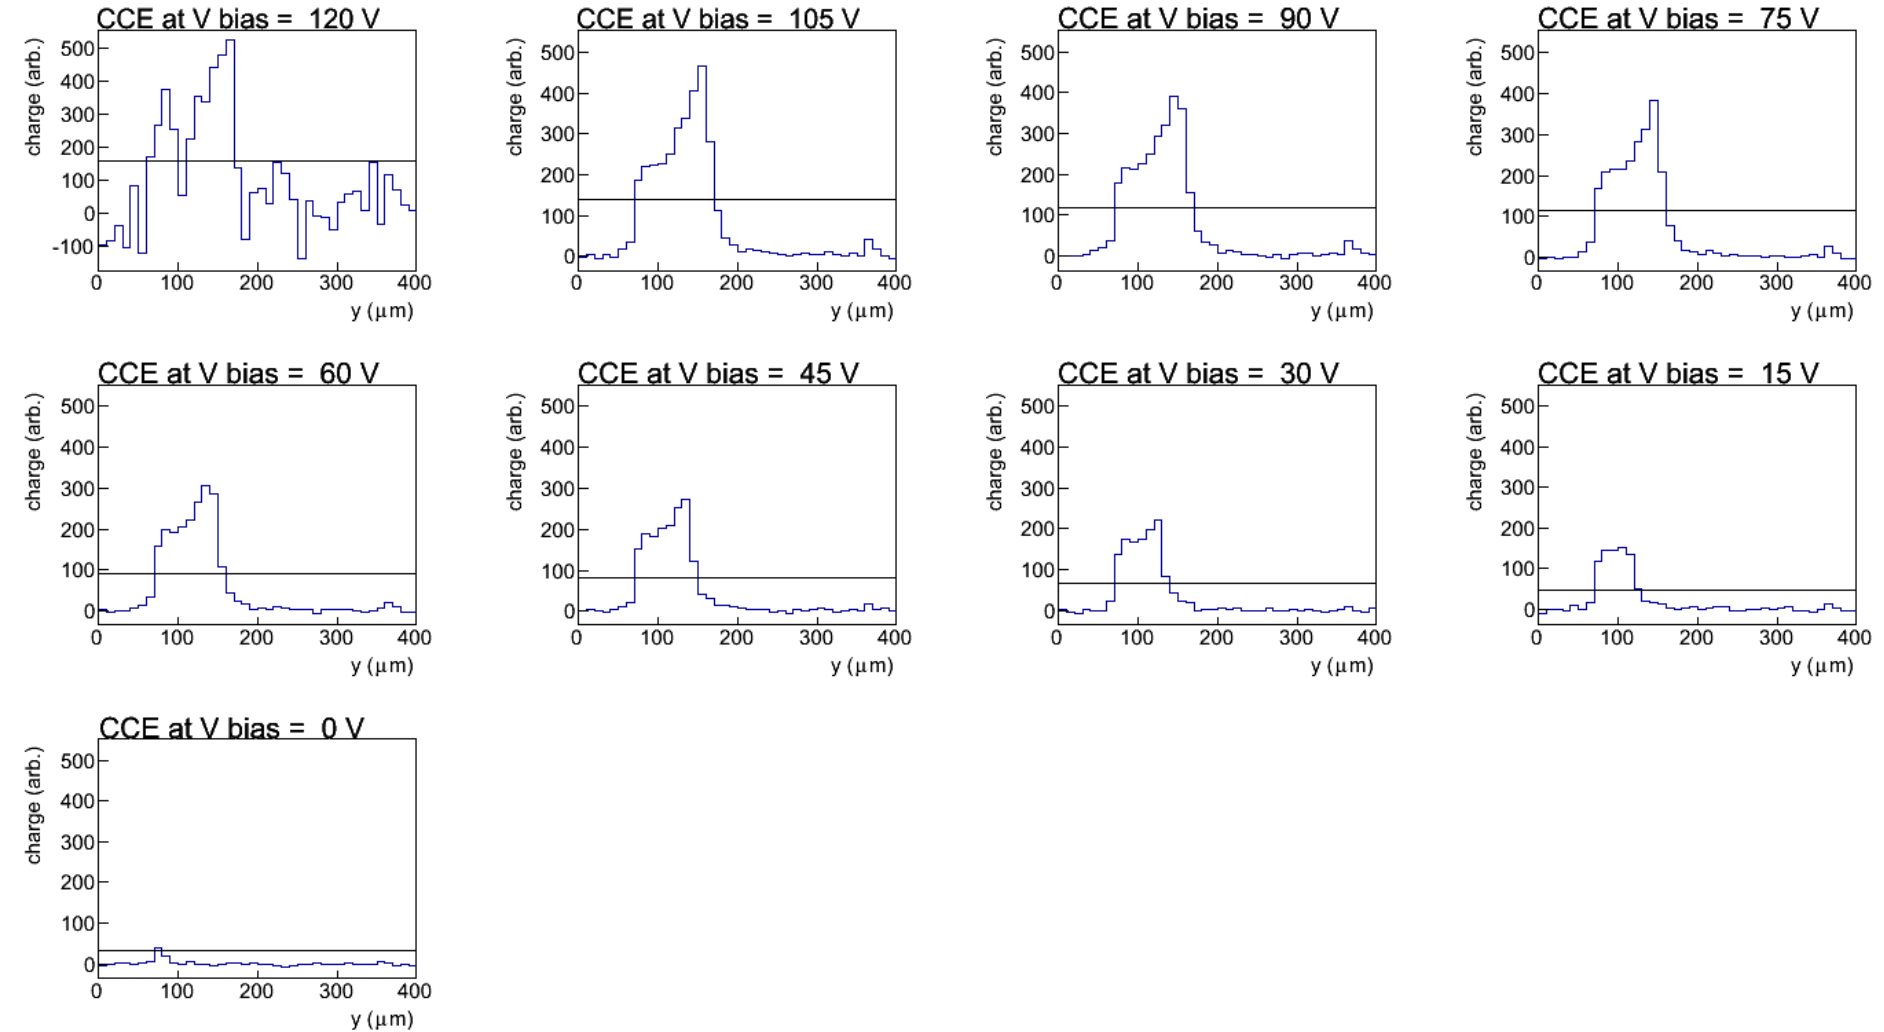 CCE at V bias = 120 V
charge (arb.)
500
400
300
200
100
0
-100
0 100 200 300 400
y (μm)
CCE at V bias = 105 V
charge (arb.)
500
400
300
200
100
0
0 100 200 300 400
y (μm)
CCE at V bias = 90 V
charge (arb.)
500
400
300
200
100
0
0 100 200 300 400
y (μm)
CCE at V bias = 75 V
charge (arb.)
500
400
300
200
100
0
0 100 200 300 400
y (μm)
CCE at V bias = 60 V
charge (arb.)
500
400
300
200
100
0
0 100 200 300 400
y (μm)
CCE at V bias = 45 V
charge (arb.)
500
400
300
200
100
0
0 100 200 300 400
y (μm)
CCE at V bias = 30 V
charge (arb.)
500
400
300
200
100
0
0 100 200 300 400
y (μm)
CCE at V bias = 15 V
charge (arb.)
500
400
300
200
100
0
0 100 200 300 400
y (μm)
CCE at V bias = 0 V
charge (arb.)
500
400
300
200
100
0
0 100 200 300 400
y (μm)